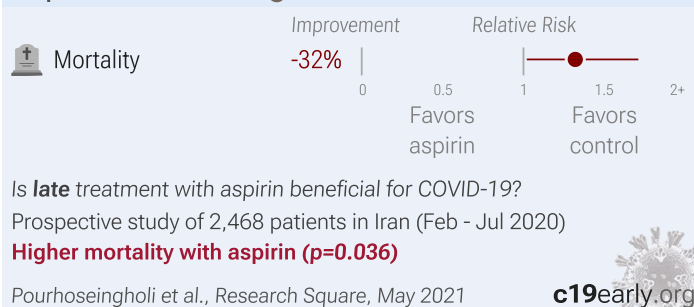 Improvement Relative Risk
Mortality -32%
0 0.5 1 1.5 2+
Favors Favors
aspirin control
Is late treatment with aspirin beneficial for COVID-19?
Prospective study of 2,468 patients in Iran (Feb - Jul 2020)
Higher mortality with aspirin (p=0.036)
Pourhoseingholi et al., Research Square, May 2021 c19early.org